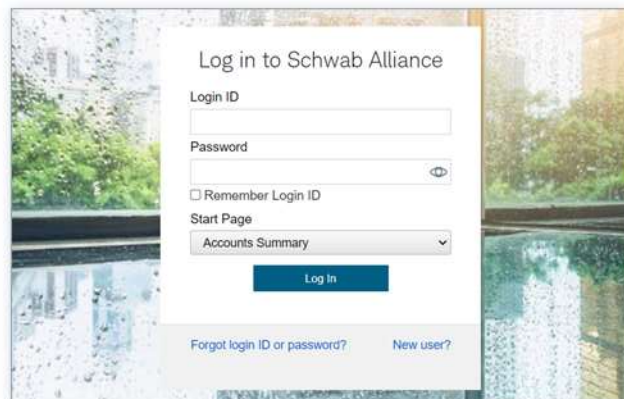 Log in to Schwab Alliance
Login ID
Password
Remember Login ID
Start Page
Accounts Summary
Log In
Forgot login ID or password? New user?